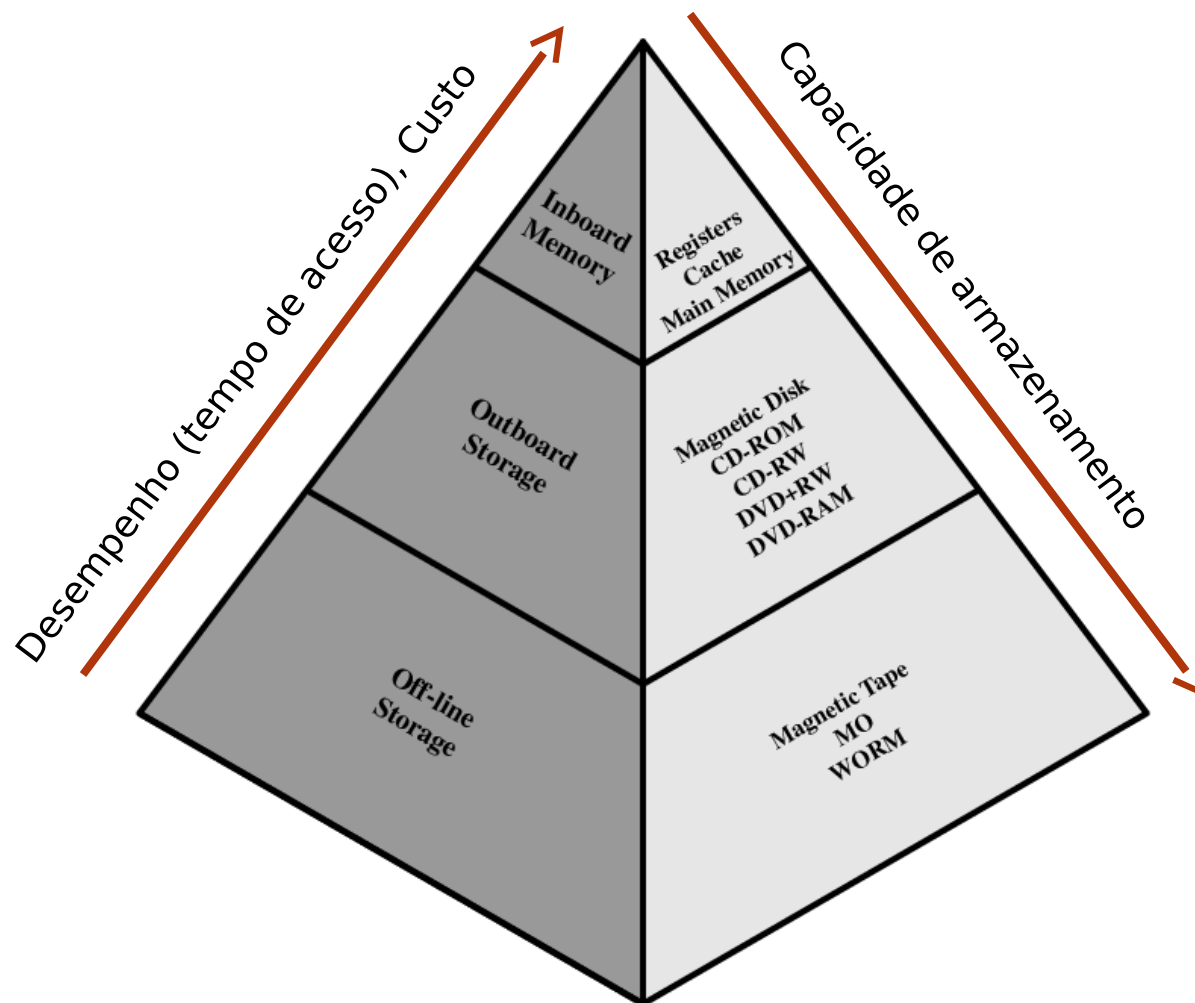 Desempenho (tempo de acesso), Custo
Capacidade de armazenamento
Inboard
Memory
Registers
Cache
Main Memory
Outboard
Storage
Magnetic Disk
CD-ROM
CD-RW
DVD+RW
DVD-RAM
Off-line
Storage
Magnetic Tape
MO
WORM